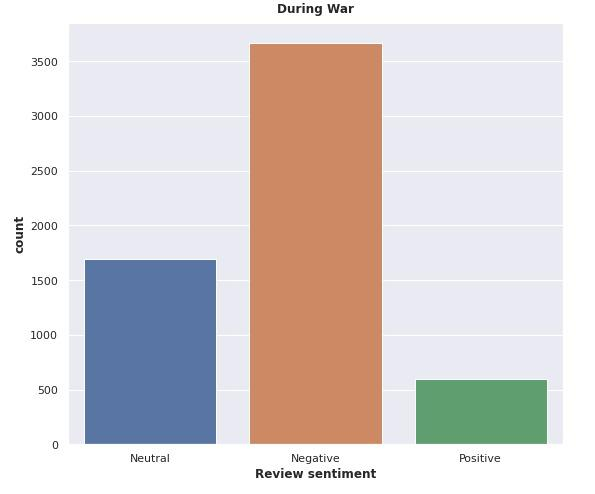 During War
3500
3000
2500
2000
1500
1000
500
0
count
Neutral
Negative
Positive
Review sentiment